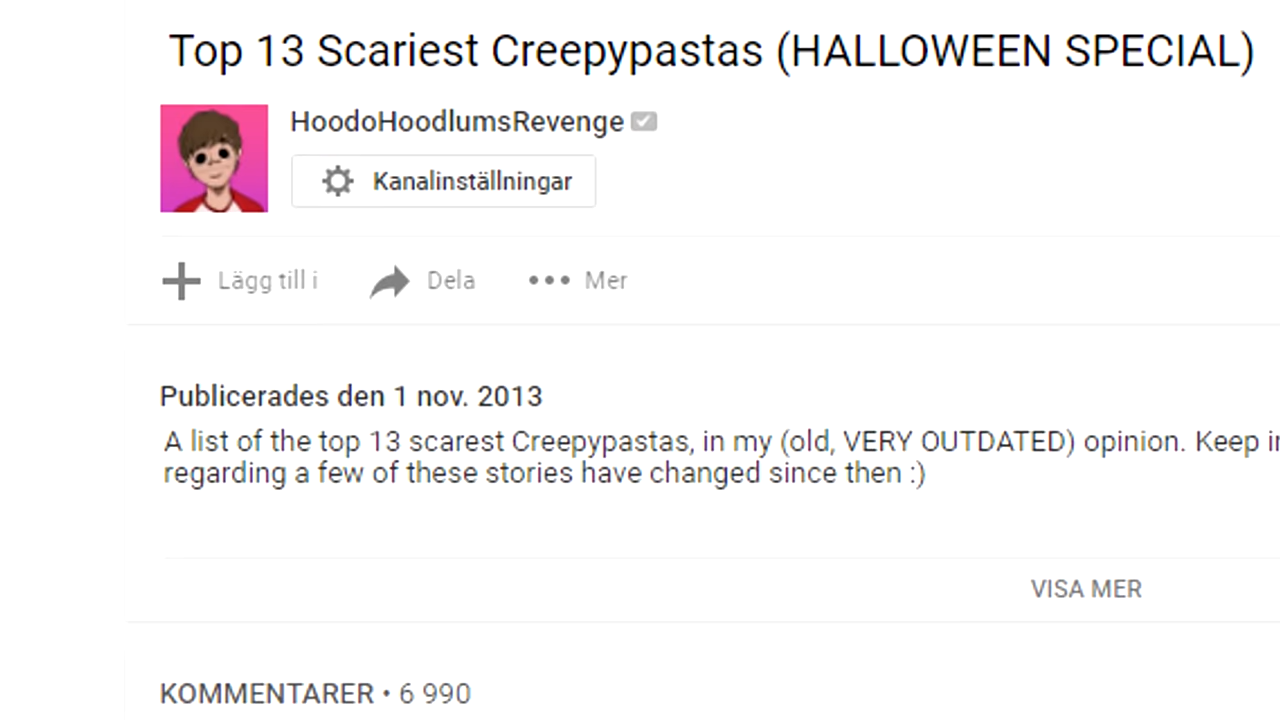 Top 13 Scariest Creepypastas (HALLOWEEN SPECIAL)
HoodoHoodlumsRevenge
Kanalinställningar
Lägg till i Dela Mer
Publicerades den 1 nov. 2013
A list of the top 13 scarest Creepypastas, in my (old, VERY OUTDATED) opinion. Keep
regarding a few of these stories have changed since then :)
VISA MER
KOMMENTARER • 6 990